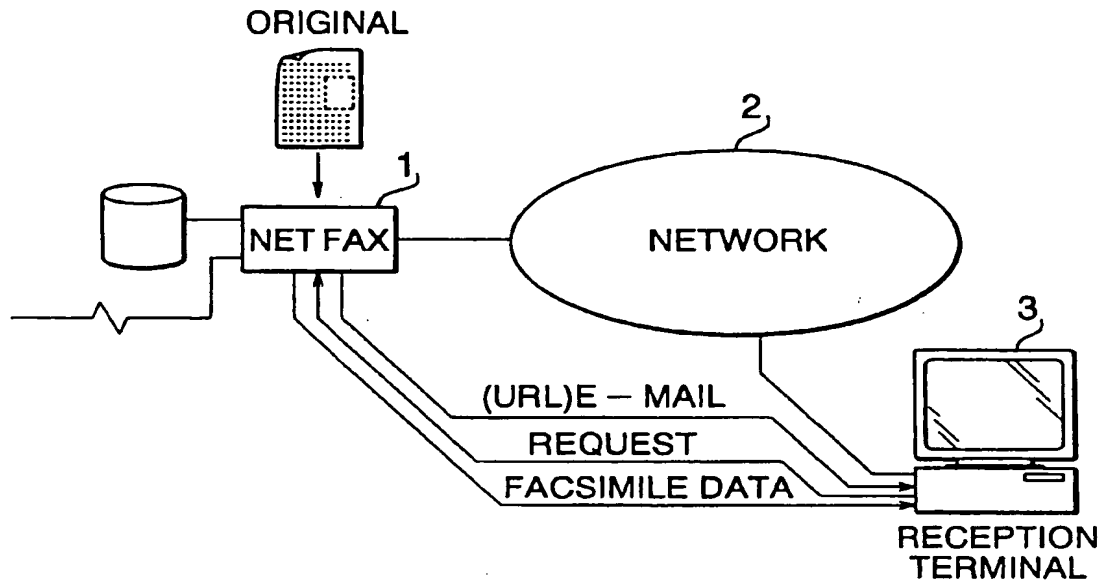 ORIGINAL
2
1
NET FAX
NETWORK
3
(URL)E — MAIL
REQUEST
FACSIMILE DATA
RECEPTION
TERMINAL